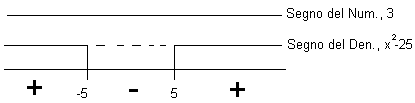 Segno del Num., 3
Segno del Den., x²-25
-5 5
+ - +